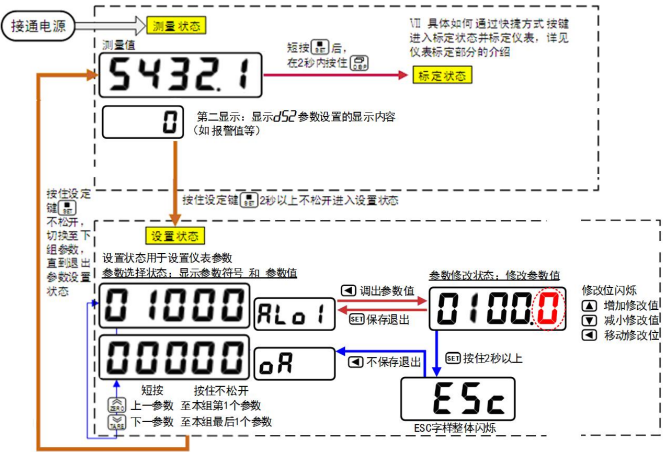 接通电源
测量状态
测量值
5432.1
短按 SET 后,
在2秒内按住 DSP
Ⅶ 具体如何通过快捷方式按键
进入标定状态并标定仪表，详见
仪表标定部分的介绍
标定状态
0
第二显示：显示dS2参数设置的显示内容
（如报警值等）
按住设定键 SET 2秒以上不松开进入设置状态
按住设定
键 SET
不松开，
切换至下
组参数，
直到退出
参数设置
状态
设置状态
设置状态用于设置仪表参数
参数选择状态；显示参数符号 和 参数值
01000
ALo1
调出参数值
SET 保存退出
参数修改状态；修改参数值
0100.0
修改位闪烁
增加修改值
减小修改值
移动修改位
00000
oA
不保存退出
SET 按住2秒以上
ESc
ESC字样整体闪烁
短按 按住不松开
ZERO 上一参数 至本组第1个参数
TARE 下一参数 至本组最后1个参数